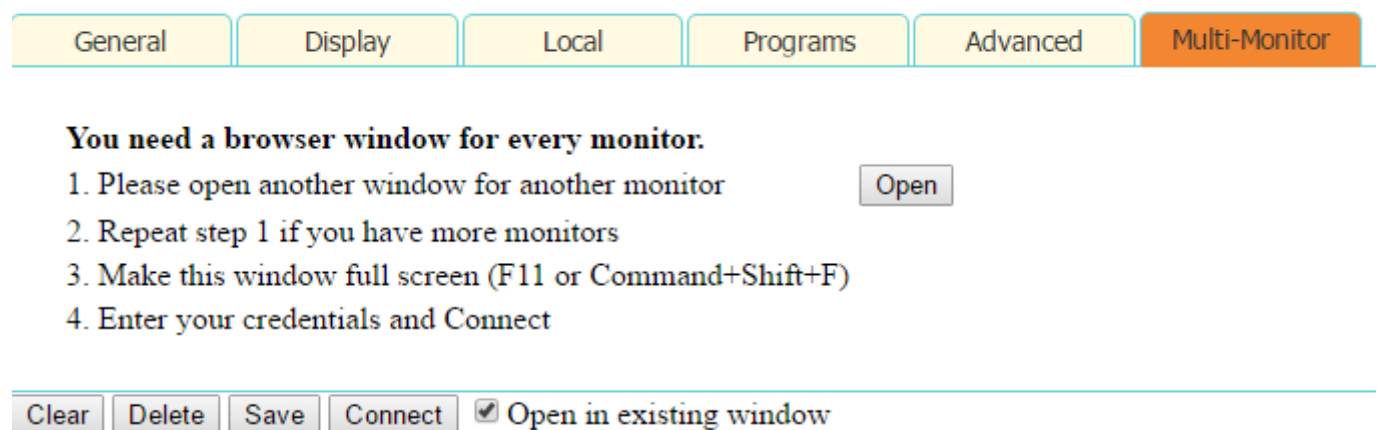 General Display Local Programs Advanced Multi-Monitor
You need a browser window for every monitor.
1. Please open another window for another monitor Open
2. Repeat step 1 if you have more monitors
3. Make this window full screen (F11 or Command+Shift+F)
4. Enter your credentials and Connect
Clear Delete Save Connect Open in existing window